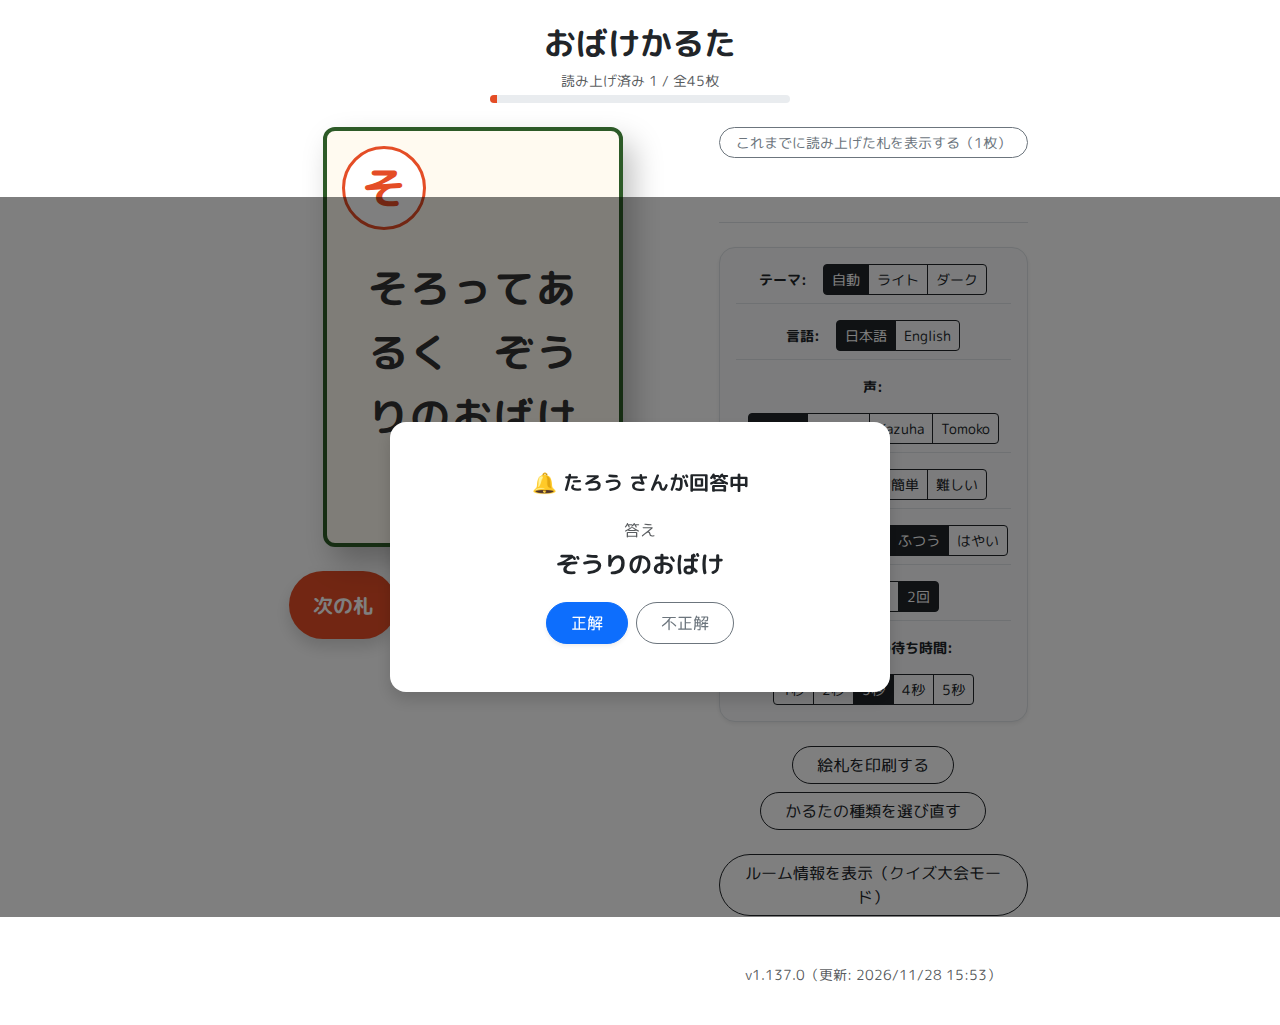 おばけかるた
読み上げ済み 1 / 全45枚
そ
そろってあ
るく　ぞう
りのおばけ
次の札
これまでに読み上げた札を表示する（1枚）
テーマ: 自動 ライト ダーク
言語: 日本語 English
声:
azuha Tomoko
簡単 難しい
ふつう はやい
2回
待ち時間:
4秒 5秒
絵札を印刷する
かるたの種類を選び直す
ルーム情報を表示（クイズ大会モー
ド）
🔔 たろう さんが回答中
答え
ぞうりのおばけ
正解 不正解
v1.137.0（更新: 2026/11/28 15:53）